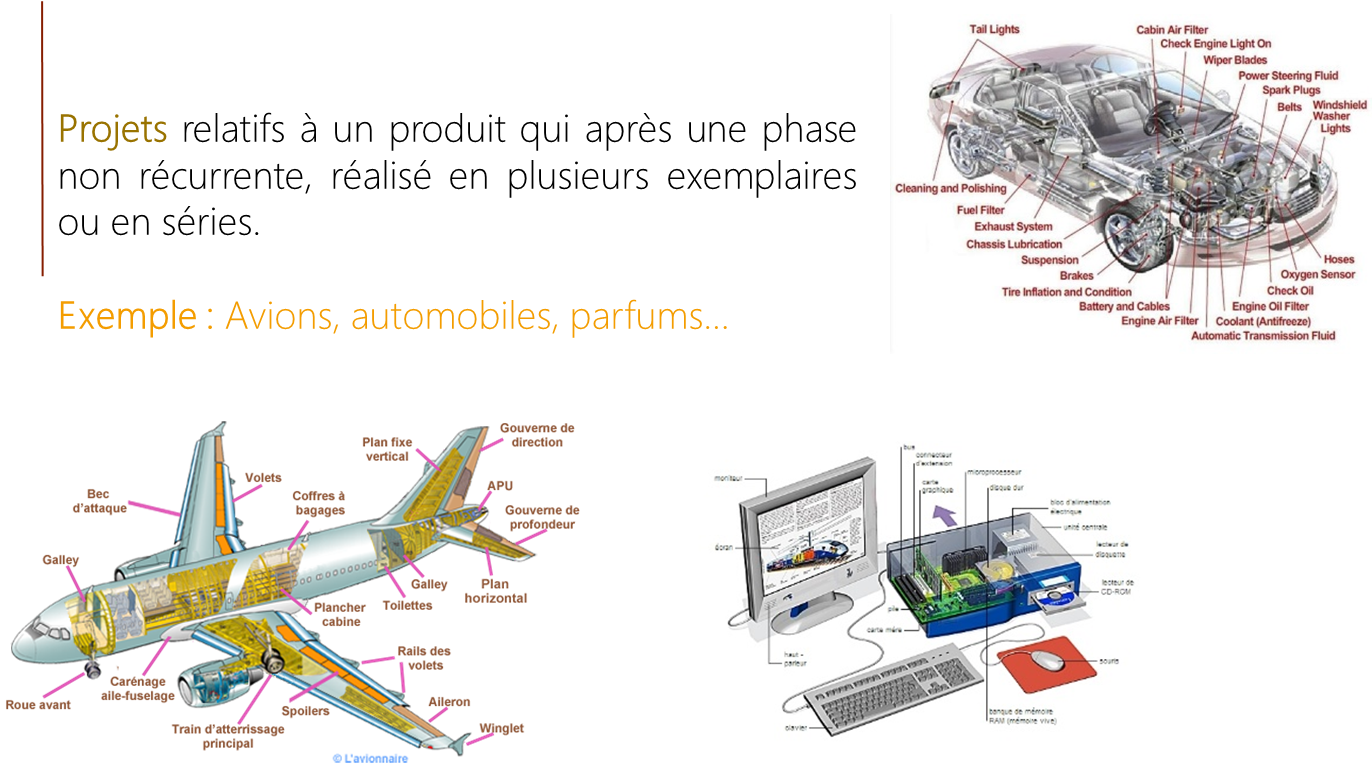 Projets relatifs à un produit qui après une phase
non récurrente, réalisé en plusieurs exemplaires
ou en séries.
Exemple : Avions, automobiles, parfums...
Tail Lights
Cabin Air Filter
Check Engine Light On
Wiper Blades
Power Steering Fluid
Spark Plugs
Belts
Windshield
Washer
Lights
Cleaning and Polishing
Fuel Filter
Exhaust System
Chassis Lubrication
Suspension
Brakes
Tire Inflation and Condition
Battery and Cables
Engine Air Filter
Hoses
Oxygen Sensor
Check Oil
Engine Oil Filter
Coolant (Antifreeze)
Automatic Transmission Fluid
Plan fixe
vertical
Gouverne de
direction
Volets
Bec
d'attaque
Coffres à
bagages
APU
Gouverne de
profondeur
Galley
Galley
Plan
horizontal
Toilettes
Plancher
cabine
Rails des
volets
Carénage
aile-fuselage
Roue avant
Spoilers
Aileron
Train d'atterrissage
principal
Winglet
© L'avionnaire
bus
connecteur
d'extension
microprocesseur
moniteur
carte
graphique
disque dur
bloc d'alimentation
électrique
unité centrale
écran
lecteur de
disquette
lecteur de
CD-ROM
pile
carte mère
haut -
parleur
souris
clavier
banque de mémoire
RAM (mémoire vive)